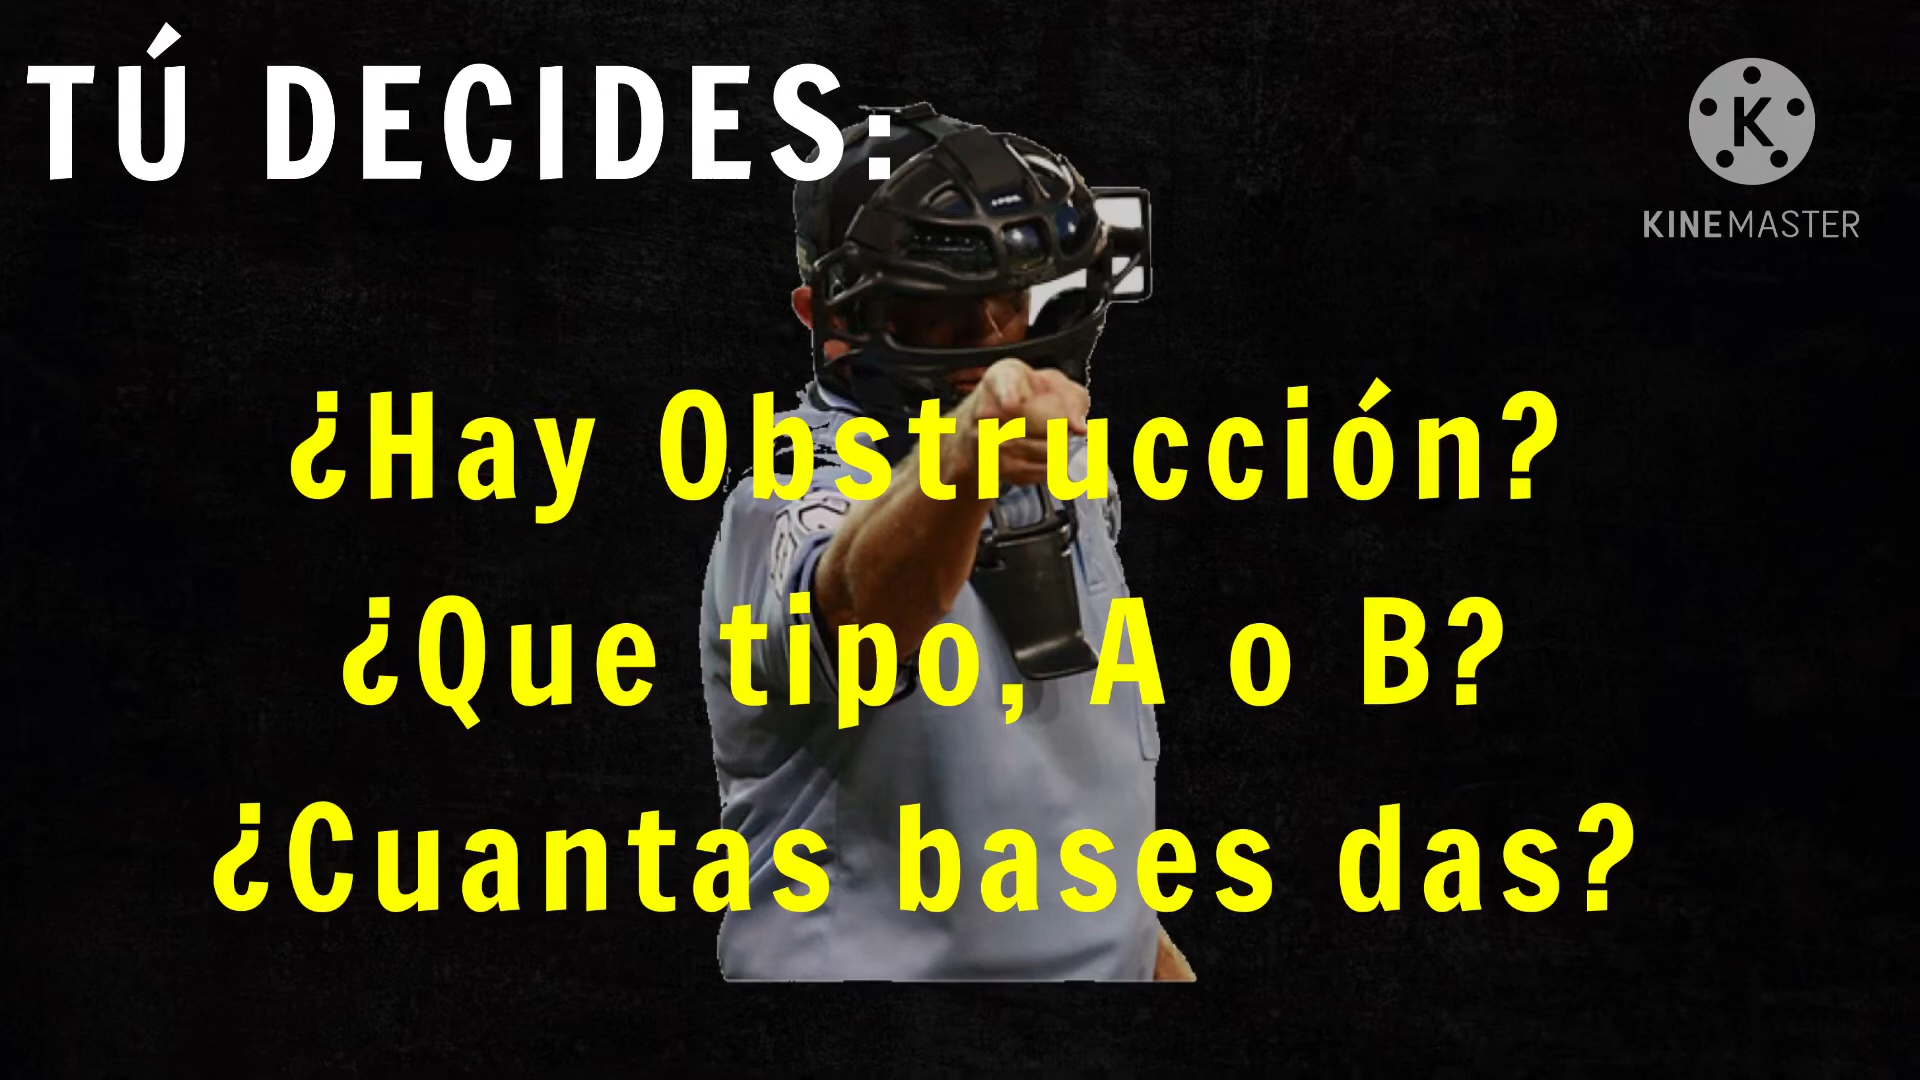 TÚ DECIDES:
K
KINEMASTER
¿Hay Obstrucción?
¿Que tipo, A o B?
¿Cuantas bases das?